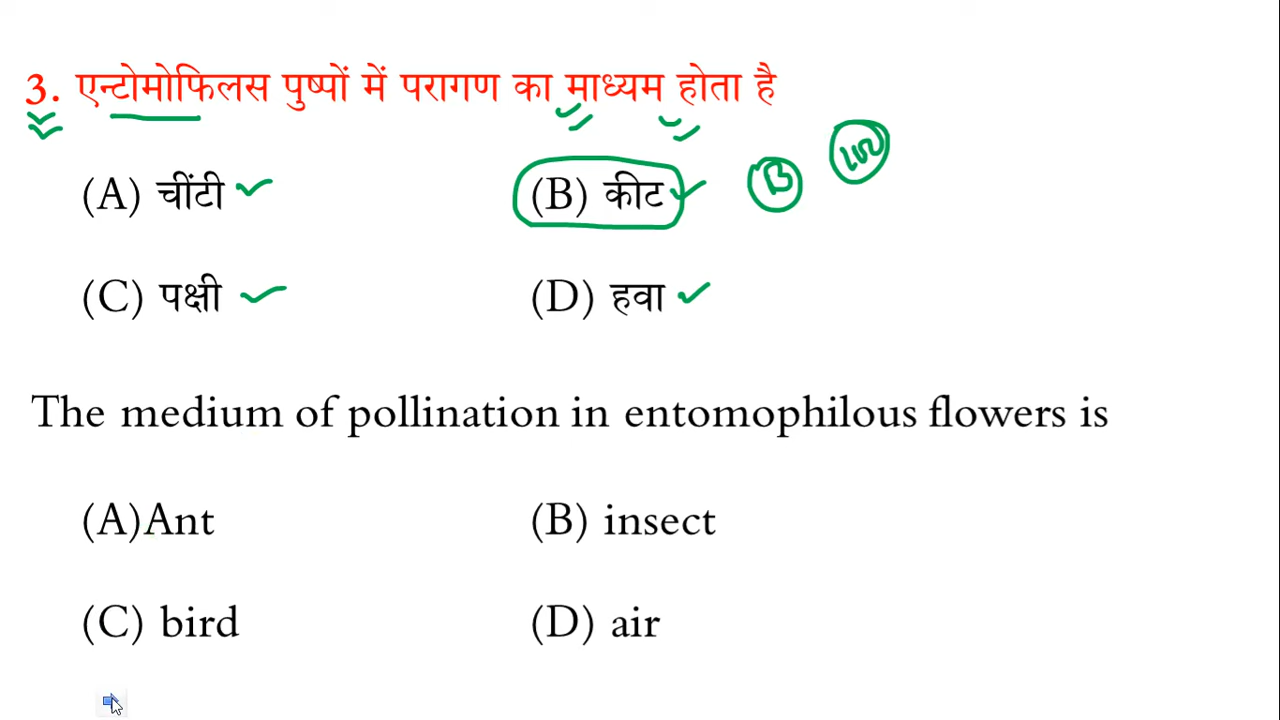 3. एन्टोमोफिलस पुष्पों में परागण का माध्यम होता है
(A) चींटी (B) कीट B
(C) पक्षी (D) हवा
The medium of pollination in entomophilous flowers is
(A)Ant (B) insect
(C) bird (D) air